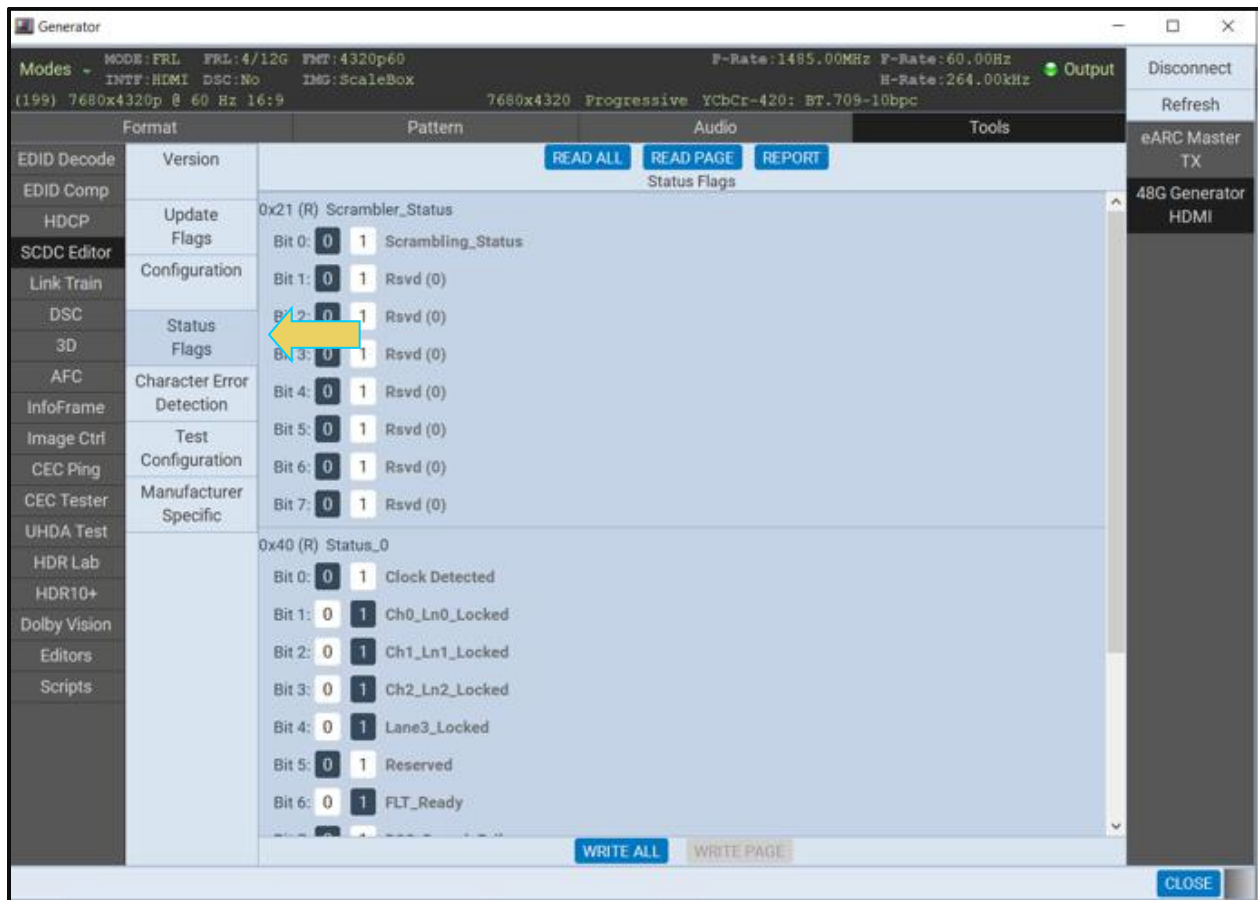 Generator
MODE:FRL FRL:4/12G FMT:4320p60 P-Rate:1485.00MHz F-Rate:60.00Hz
Modes
INTF:HDMI DSC:No IMG:ScaleBox H-Rate:264.00kHz
Output
(199) 7680x4320p @ 60 Hz 16:9 7680x4320 Progressive YCbCr-420: BT.709-10bpc
Disconnect
Refresh
Format Pattern Audio Tools
eARC Master
TX
48G Generator
HDMI
EDID Decode
EDID Comp
HDCP
SCDC Editor
Link Train
DSC
3D
AFC
InfoFrame
Image Ctrl
CEC Ping
CEC Tester
UHDA Test
HDR Lab
HDR10+
Dolby Vision
Editors
Scripts
Version
Update
Flags
Configuration
Status
Flags
Character Error
Detection
Test
Configuration
Manufacturer
Specific
READ ALL READ PAGE REPORT
Status Flags
0x21 (R) Scrambler_Status
Bit 0: 0 1 Scrambling_Status
Bit 1: 0 1 Rsvd (0)
2: 0 1 Rsvd (0)
3: 0 1 Rsvd (0)
Bit 4: 0 1 Rsvd (0)
Bit 5: 0 1 Rsvd (0)
Bit 6: 0 1 Rsvd (0)
Bit 7: 0 1 Rsvd (0)
0x40 (R) Status_0
Bit 0: 0 1 Clock Detected
Bit 1: 0 1 Ch0_Ln0_Locked
Bit 2: 0 1 Ch1_Ln1_Locked
Bit 3: 0 1 Ch2_Ln2_Locked
Bit 4: 0 1 Lane3_Locked
Bit 5: 0 1 Reserved
Bit 6: 0 1 FLT_Ready
WRITE ALL WRITE PAGE
CLOSE